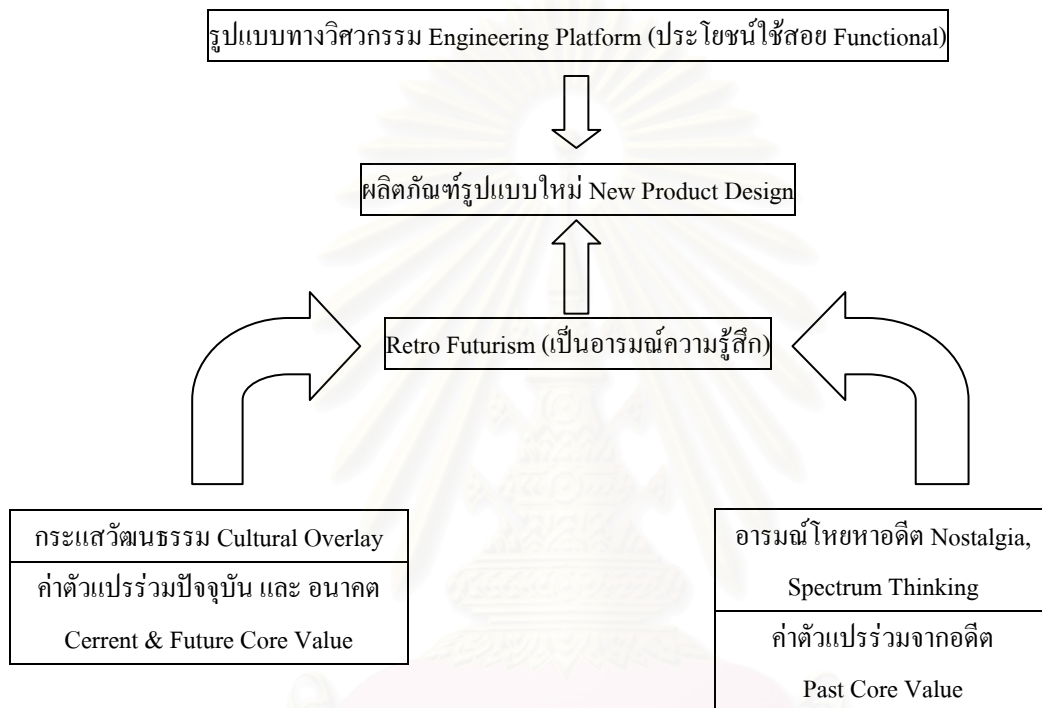 รูปแบบทางวิศวกรรม Engineering Platform (ประโยชน์ใช้สอย Functional)
ผลิตภัณฑ์รูปแบบใหม่ New Product Design
Retro Futurism (เป็นอารมณ์ความรู้สึก)
กระแสวัฒนธรรม Cultural Overlay
ค่าตัวแปรร่วมปัจจุบัน และ อนาคต
Cerrent & Future Core Value
อารมณ์โหยหาอดีต Nostalgia,
Spectrum Thinking
ค่าตัวแปรร่วมจากอดีต
Past Core Value